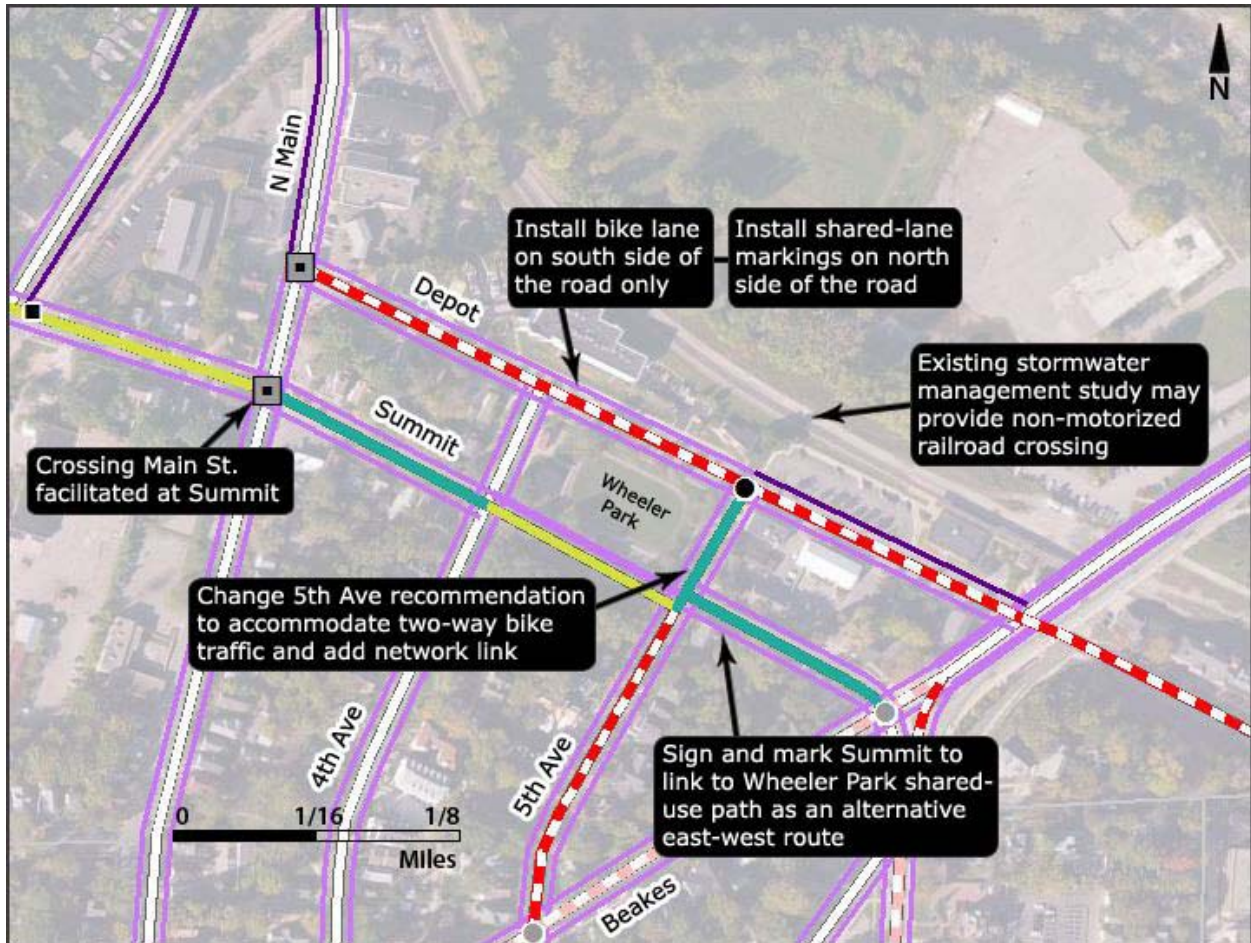 N
N Main
Install bike lane
on south side of
the road only
Install shared-lane
markings on north
side of the road
Depot
Existing stormwater
management study may
provide non-motorized
railroad crossing
Summit
Crossing Main St.
facilitated at Summit
Wheeler
Park
Change 5th Ave recommendation
to accommodate two-way bike
traffic and add network link
4th Ave
5th Ave
Sign and mark Summit to
link to Wheeler Park shared-
use path as an alternative
east-west route
0 1/16 1/8
Miles
Beakes